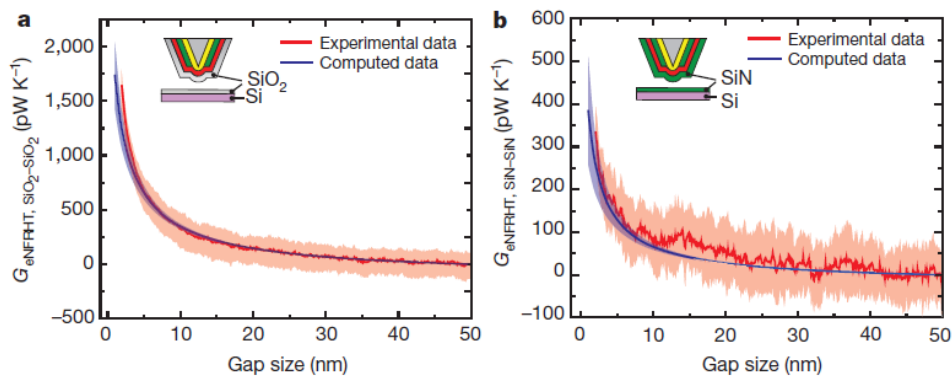 a
2,000
1,500
1,000
500
0
–500
G eNFRHT, SiO2–SiO2 (pW K–1)
Experimental data
Computed data
SiO2
Si
0 10 20 30 40 50
Gap size (nm)
b
600
500
400
300
200
100
0
–100
G eNFRHT, SiN–SiN (pW K–1)
Experimental data
Computed data
SiN
Si
0 10 20 30 40 50
Gap size (nm)